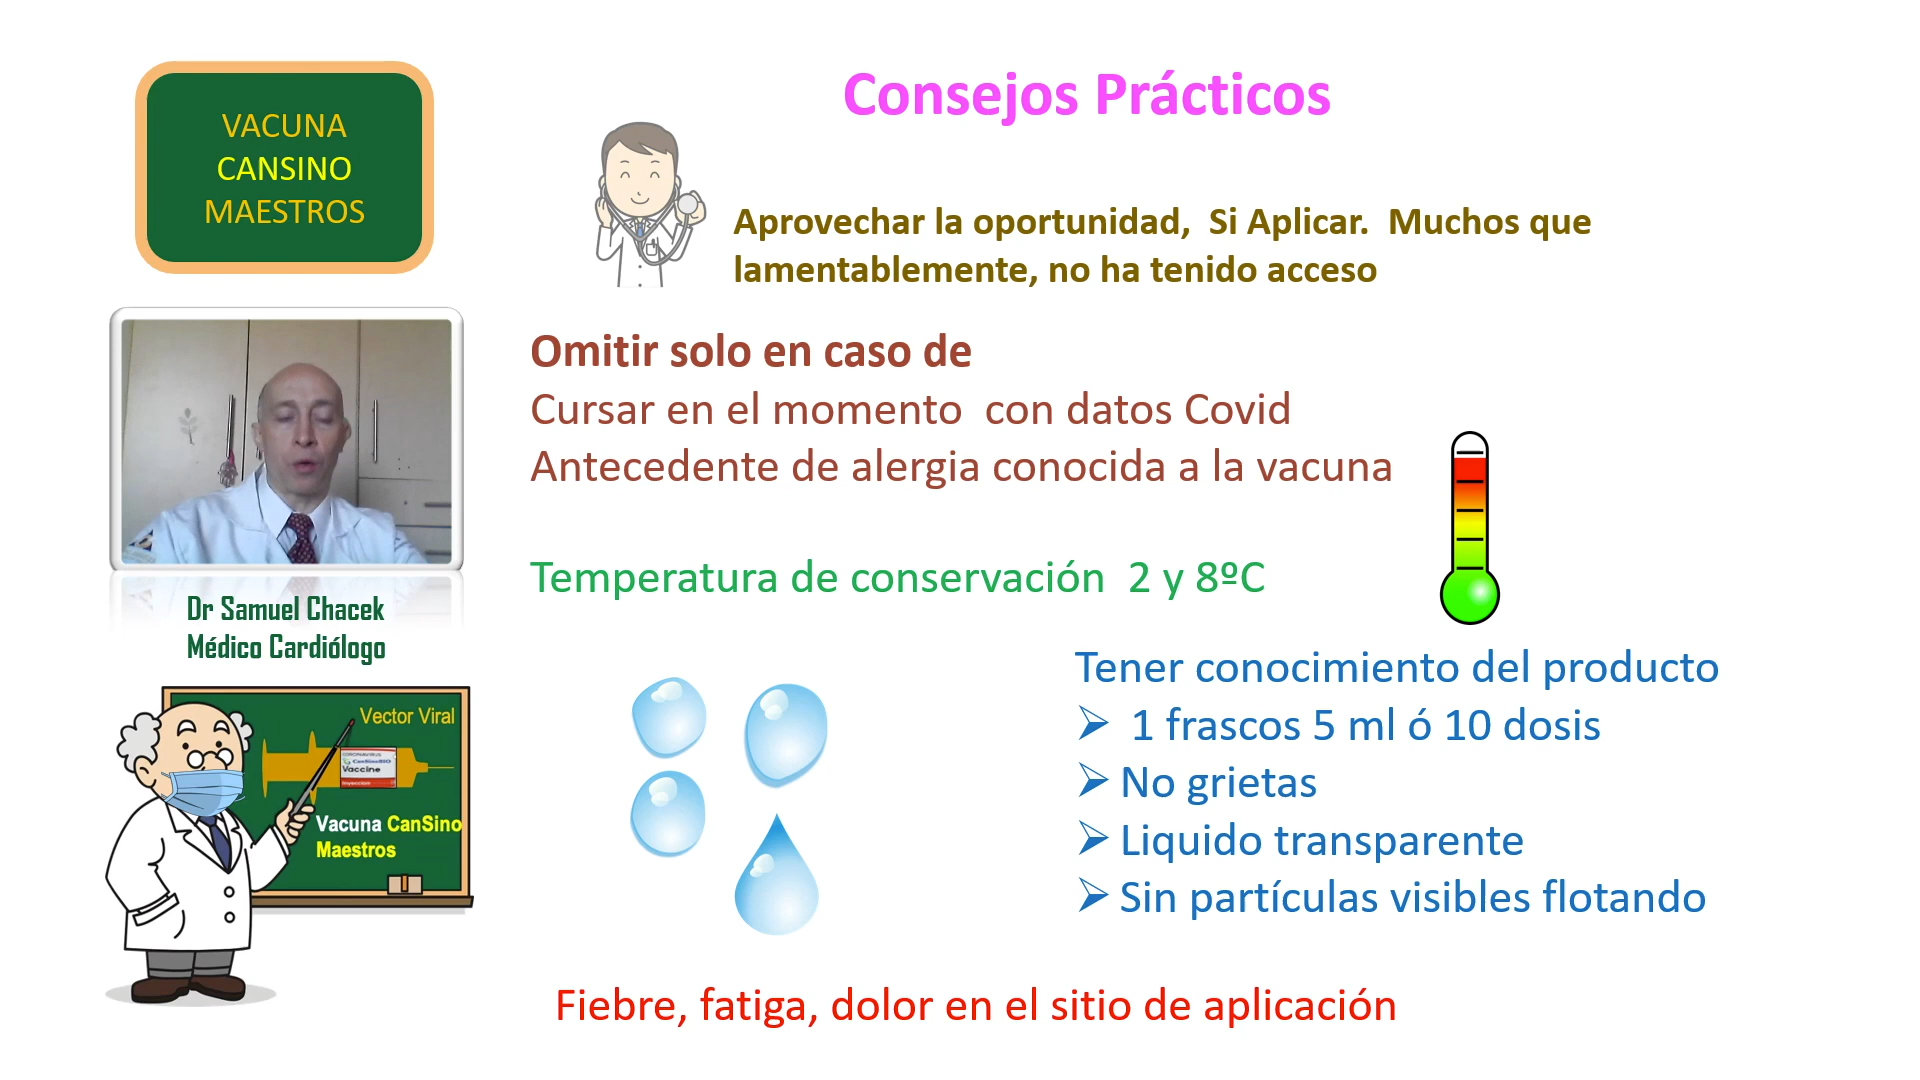 VACUNA
CANSINO
MAESTROS
Consejos Prácticos
Aprovechar la oportunidad, Si Aplicar. Muchos que
lamentablemente, no ha tenido acceso
Omitir solo en caso de
Cursar en el momento con datos Covid
Antecedente de alergia conocida a la vacuna
Temperatura de conservación 2 y 8ºC
Dr Samuel Chacek
Médico Cardiólogo
Tener conocimiento del producto
➢ 1 frascos 5 ml ó 10 dosis
➢ No grietas
➢ Liquido transparente
➢ Sin partículas visibles flotando
Vector Viral
CanSinoBIO
Vaccine
Vacuna CanSino
Maestros
Fiebre, fatiga, dolor en el sitio de aplicación